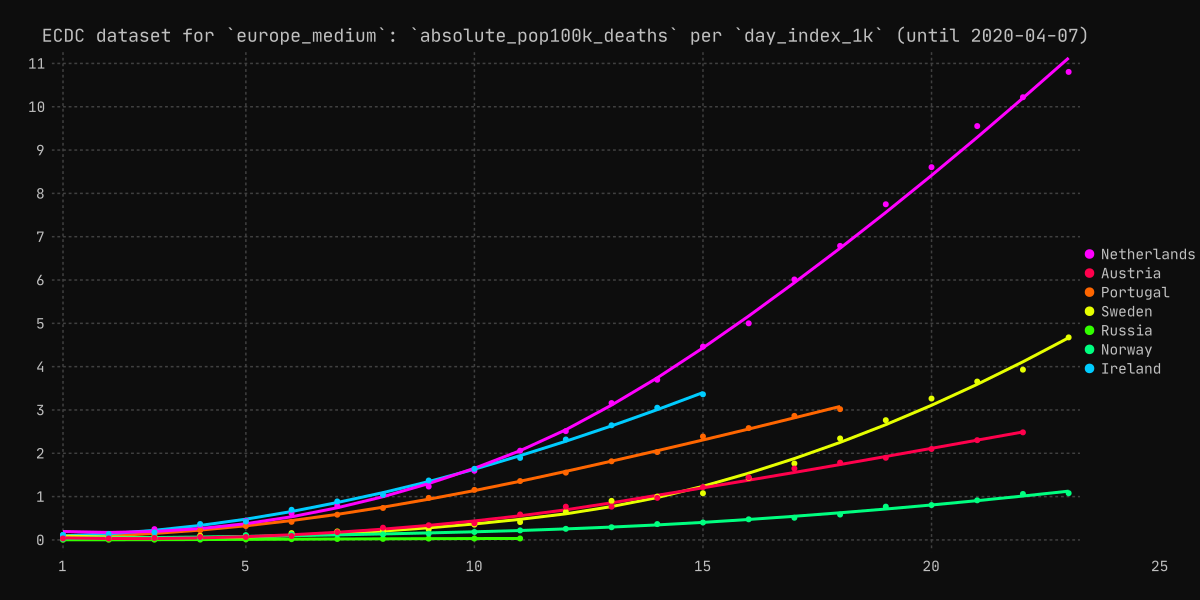 ECDC dataset for `europe_medium`: `absolute_pop100k_deaths` per `day_index_1k` (until 2020-04-07)
11
10
9
8
7
6
5
4
3
2
1
0
1 5 10 15 20 25
Netherlands
Austria
Portugal
Sweden
Russia
Norway
Ireland